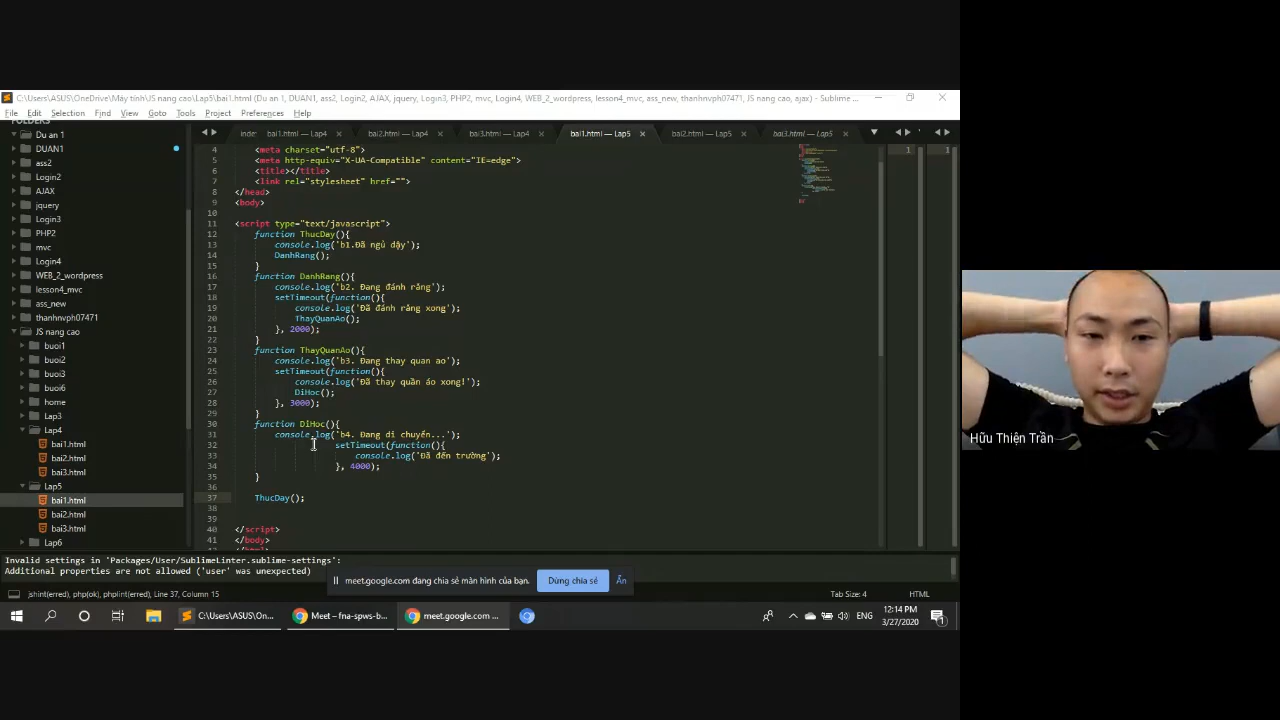 C:\Users\ASUS\OneDrive\Máy tính\JS nang cao\Lap5\bai1.html (Du an 1, DUAN1, ass2, Login2, AJAX, jquery, Login3, PHP2, mvc, Login4, WEB_2_wordpress, lesson4_mvc, ass_new, thanhnvph07471, JS nang cao, ajax) - Sublime ...
File Edit Selection Find View Goto Tools Project Preferences Help
FOLDERS
Du an 1
DUAN1
ass2
Login2
AJAX
jquery
Login3
PHP2
mvc
Login4
WEB_2_wordpress
lesson4_mvc
ass_new
thanhnvph07471
JS nang cao
buoi1
buoi2
buoi3
buoi6
home
Lap3
Lap4
bai1.html
bai2.html
bai3.html
Lap5
bai1.html
bai2.html
bai3.html
Lap6
bai1.html — Lap4
bai2.html — Lap4
bai3.html — Lap4
bai1.html — Lap5
bai2.html — Lap5
bai3.html — Lap5
4 <meta charset="utf-8">
5 <meta http-equiv="X-UA-Compatible" content="IE=edge">
6 <title></title>
7 <link rel="stylesheet" href="">
8 </head>
9 <body>
10
11 <script type="text/javascript">
12 function ThucDay(){
13 console.log('b1.Đã ngủ dậy');
14 DanhRang();
15 }
16 function DanhRang(){
17 console.log('b2. Đang đánh răng');
18 setTimeout(function(){
19 console.log('Đã đánh răng xong');
20 ThayQuanAo();
21 }, 2000);
22 }
23 function ThayQuanAo(){
24 console.log('b3. Đang thay quan ao');
25 setTimeout(function(){
26 console.log('Đã thay quần áo xong!');
27 DiHoc();
28 }, 3000);
29 }
30 function DiHoc(){
31 console.log('b4. Đang di chuyển...');
32 setTimeout(function(){
33 console.log('Đã đến trường');
34 }, 4000);
35 }
36
37 ThucDay();
38
39
40 </script>
41 </body>
1
1
Invalid settings in 'Packages/User/SublimeLinter.sublime-settings':
Additional properties are not allowed ('user' was unexpected)
meet.google.com đang chia sẻ màn hình của bạn.
Dừng chia sẻ
Ẩn
jshint(erred), php(ok), phplint(erred), Line 37, Column 15
Tab Size: 4
HTML
C:\Users\ASUS\On...
Meet – fna-spws-b...
meet.google.com ...
ENG
12:14 PM
3/27/2020
1
Hữu Thiện Trần